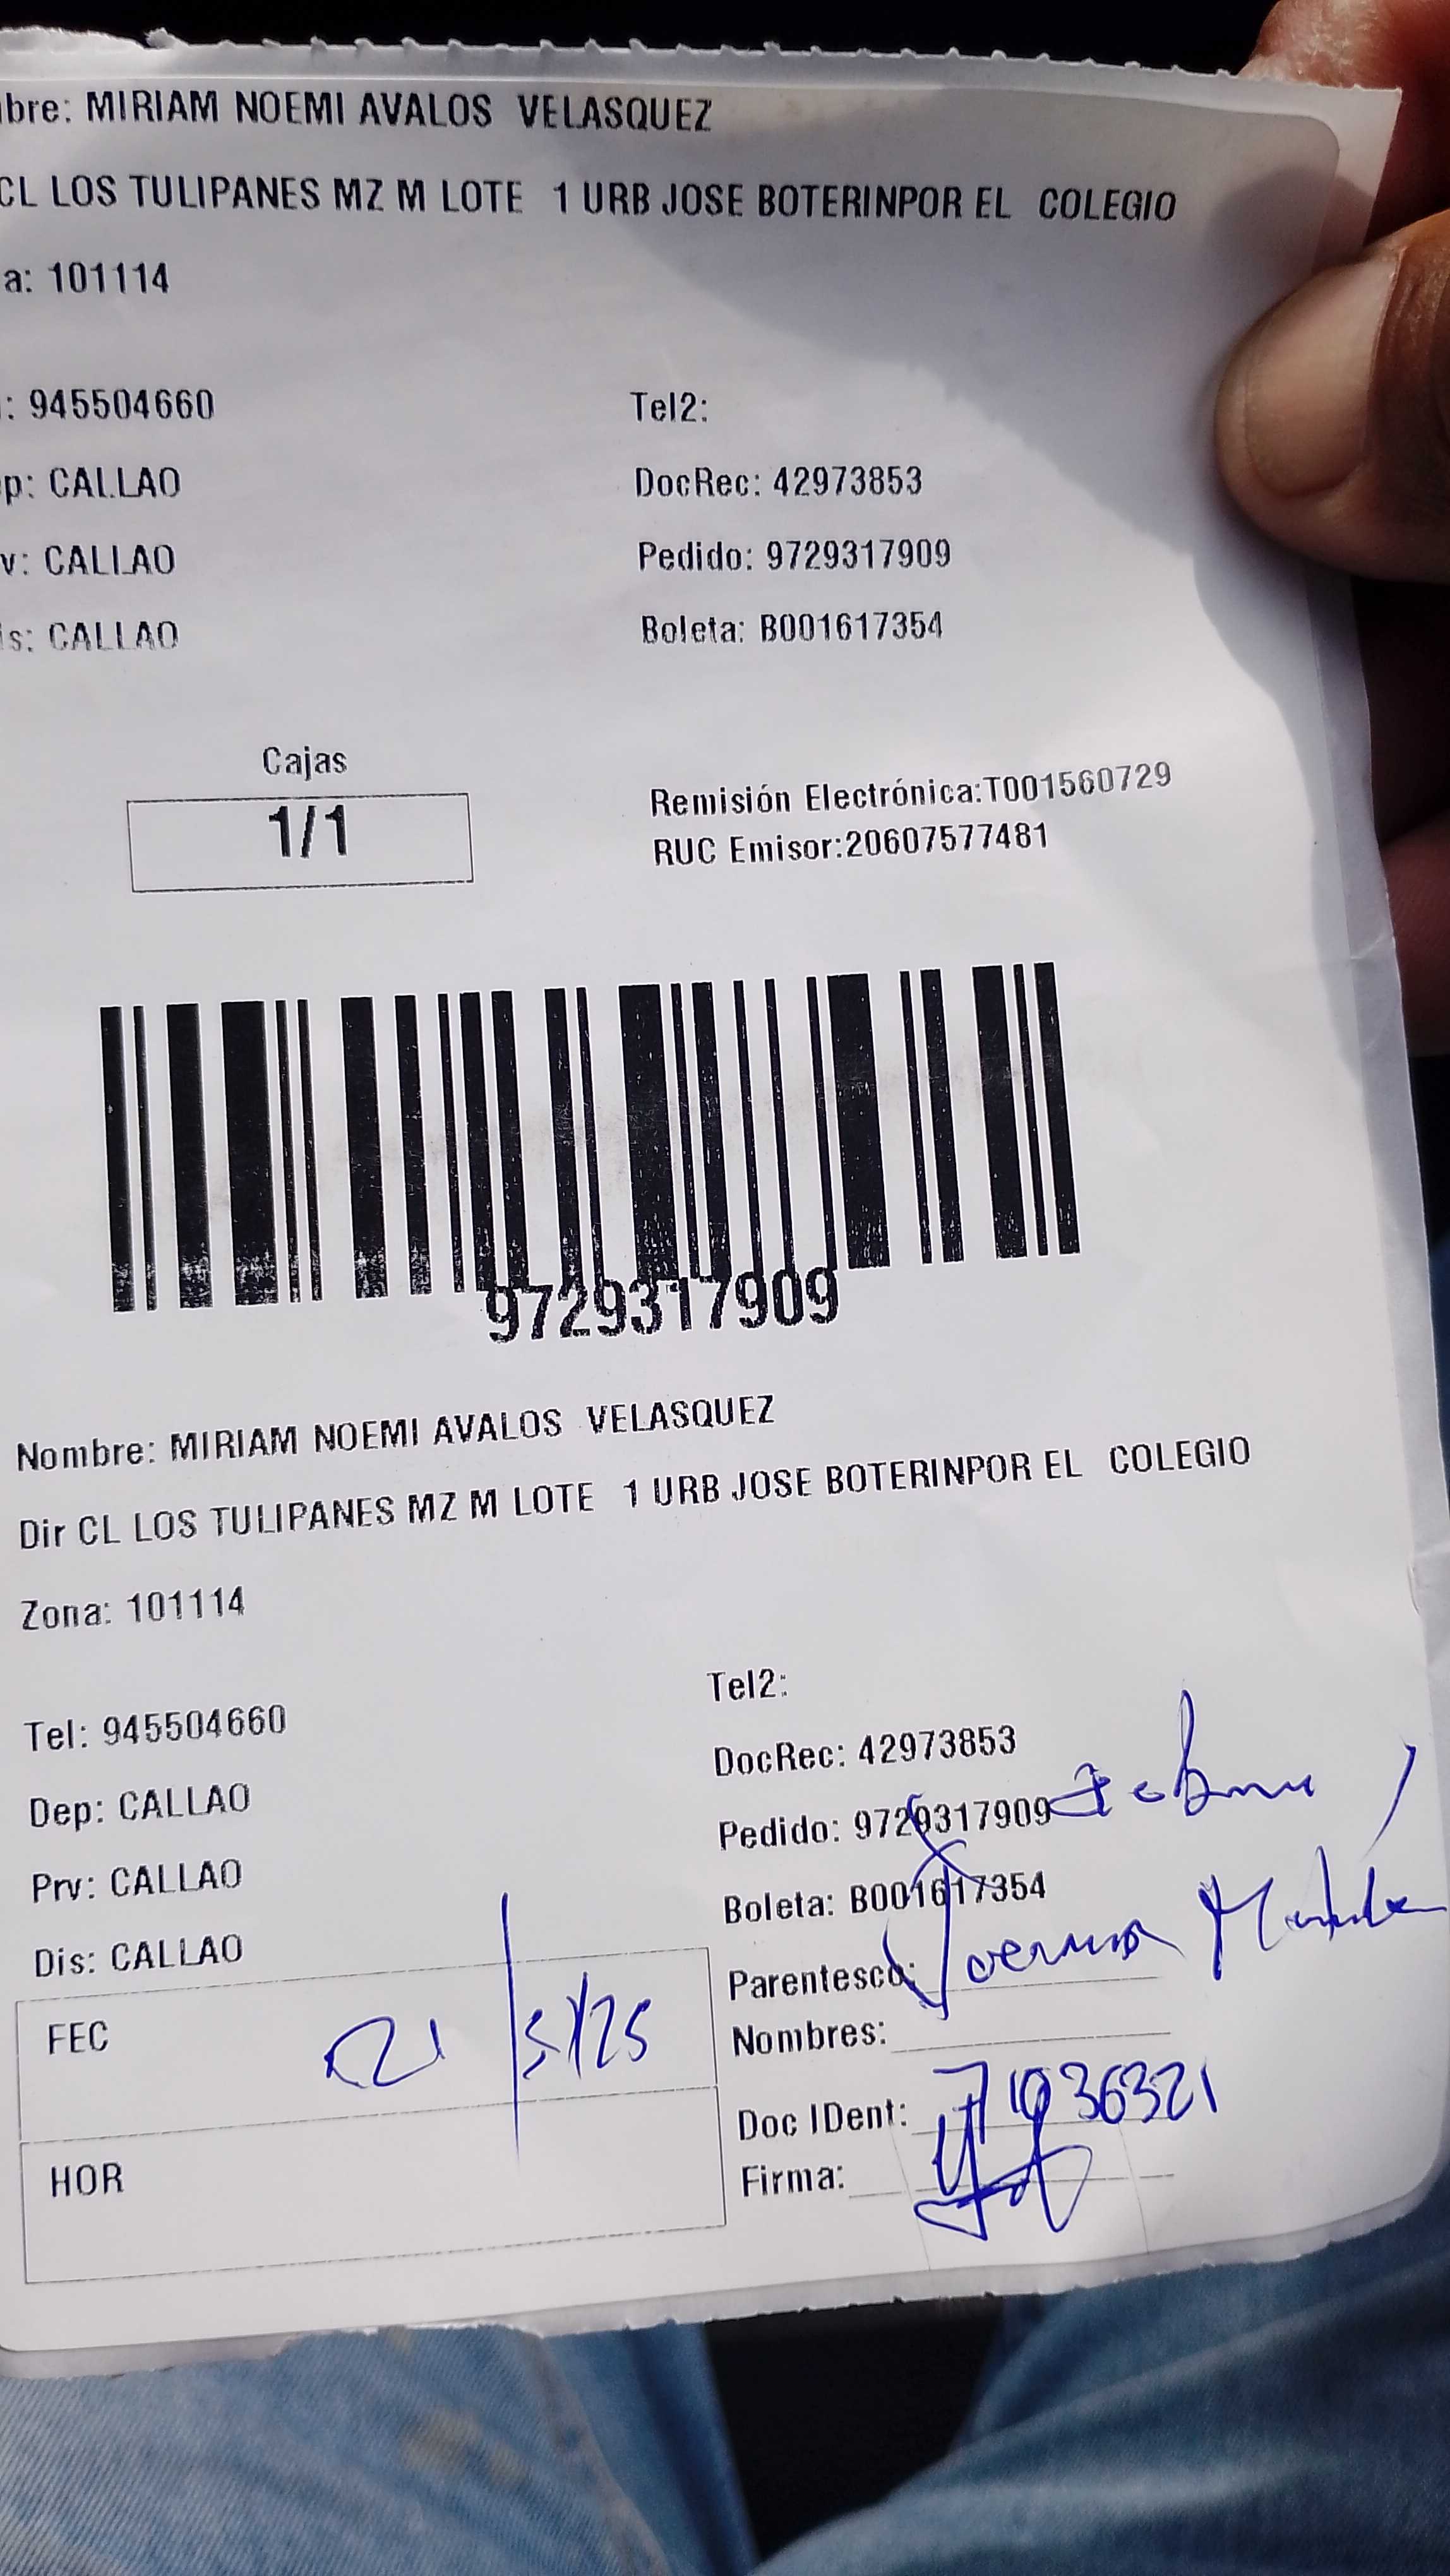 bre: MIRIAM NOEMI AVALOS VELASQUEZ
CL LOS TULIPANES MZ M LOTE 1 URB JOSE BOTERINPOR EL COLEGIO
a: 101114
: 945504660
Tel2:
p: CALLAO
DocRec: 42973853
v: CALLAO
Pedido: 9729317909
s: CALLAO
Boleta: B001617354
Cajas
1/1
Remisión Electrónica:T001560729
RUC Emisor:20607577481
9729317909
Nombre: MIRIAM NOEMI AVALOS VELASQUEZ
Dir CL LOS TULIPANES MZ M LOTE 1 URB JOSE BOTERINPOR EL COLEGIO
Zona: 101114
Tel2:
Tel: 945504660
DocRec: 42973853
Dep: CALLAO
Pedido: 9729317909
Prv: CALLAO
Boleta: B001617354
Dis: CALLAO
Parentesco:
FEC 21/5/25
Nombres:
Doc IDent: 71936321
HOR
Firma: